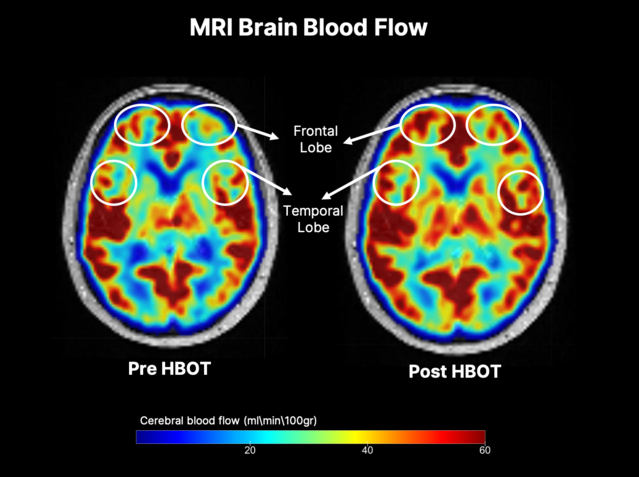 MRI Brain Blood Flow
Frontal
Lobe
Temporal
Lobe
Pre HBOT
Post HBOT
Cerebral blood flow (ml\min\100gr)
20
40
60